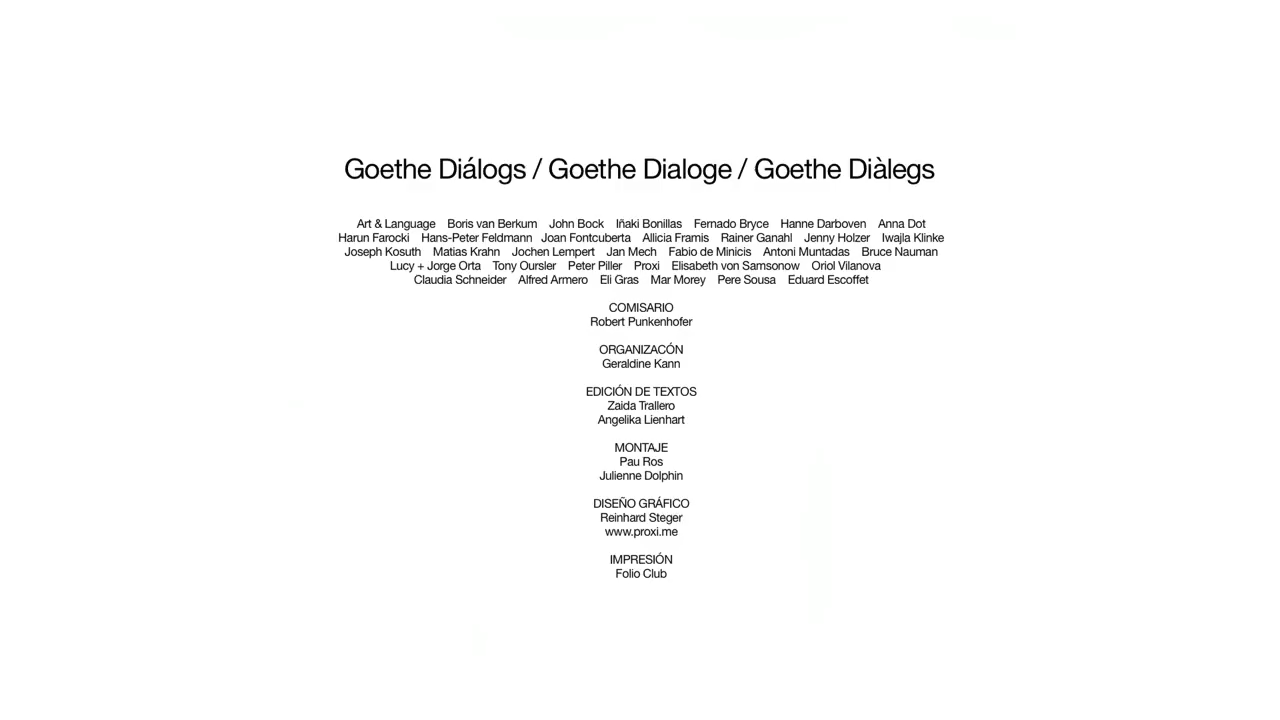 Goethe Diálogs / Goethe Dialoge / Goethe Diàlegs
Art & Language Boris van Berkum John Bock Iñaki Bonillas Fernado Bryce Hanne Darboven Anna Dot
Harun Farocki Hans-Peter Feldmann Joan Fontcuberta Allicia Framis Rainer Ganahl Jenny Holzer Iwajla Klinke
Joseph Kosuth Matias Krahn Jochen Lempert Jan Mech Fabio de Minicis Antoni Muntadas Bruce Nauman
Lucy + Jorge Orta Tony Oursler Peter Piller Proxi Elisabeth von Samsonow Oriol Vilanova
Claudia Schneider Alfred Armero Eli Gras Mar Morey Pere Sousa Eduard Escoffet
COMISARIO
Robert Punkenhofer
ORGANIZACÓN
Geraldine Kann
EDICIÓN DE TEXTOS
Zaida Trallero
Angelika Lienhart
MONTAJE
Pau Ros
Julienne Dolphin
DISEÑO GRÁFICO
Reinhard Steger
www.proxi.me
IMPRESIÓN
Folio Club